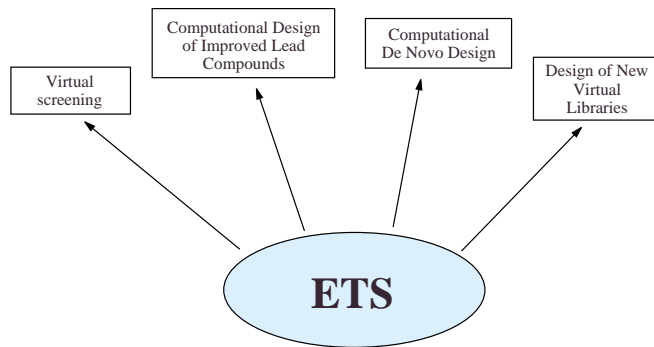 Virtual
screening
Computational Design
of Improved Lead
Compounds
Computational
De Novo Design
Design of New
Virtual
Libraries
ETS